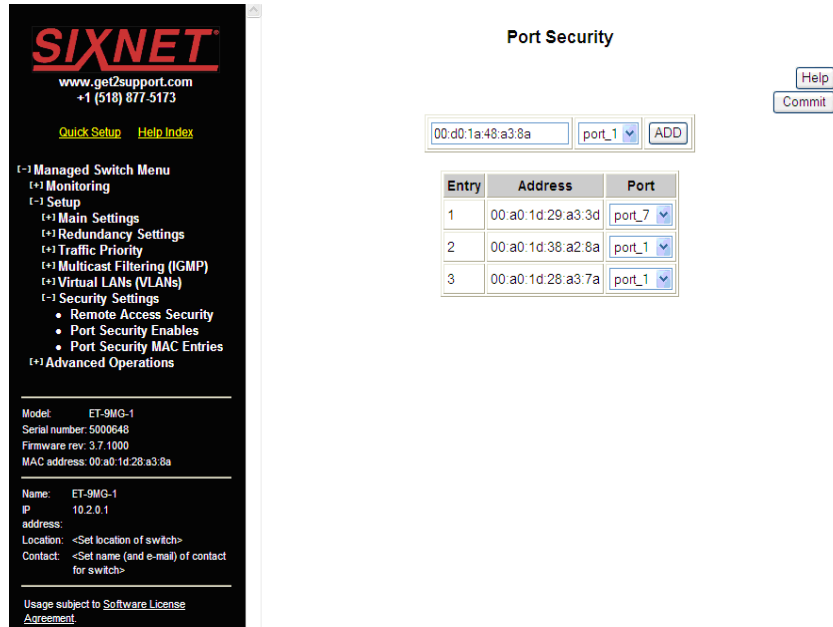 SIXNET
www.get2support.com
+1 (518) 877-5173
Quick Setup Help Index
[-] Managed Switch Menu
[+] Monitoring
[-] Setup
[+] Main Settings
[+] Redundancy Settings
[+] Traffic Priority
[+] Multicast Filtering (IGMP)
[+] Virtual LANs (VLANs)
[-] Security Settings
• Remote Access Security
• Port Security Enables
• Port Security MAC Entries
[+] Advanced Operations
Model: ET-9MG-1
Serial number: 5000648
Firmware rev: 3.7.1000
MAC address: 00:a0:1d:28:a3:8a
Name: ET-9MG-1
IP 10.2.0.1
address:
Location: <Set location of switch>
Contact: <Set name (and e-mail) of contact
for switch>
Usage subject to Software License
Agreement.
Port Security
Help
Commit
00:d0:1a:48:a3:8a port_1 ADD
Entry Address Port
1 00:a0:1d:29:a3:3d port_7
2 00:a0:1d:38:a2:8a port_1
3 00:a0:1d:28:a3:7a port_1